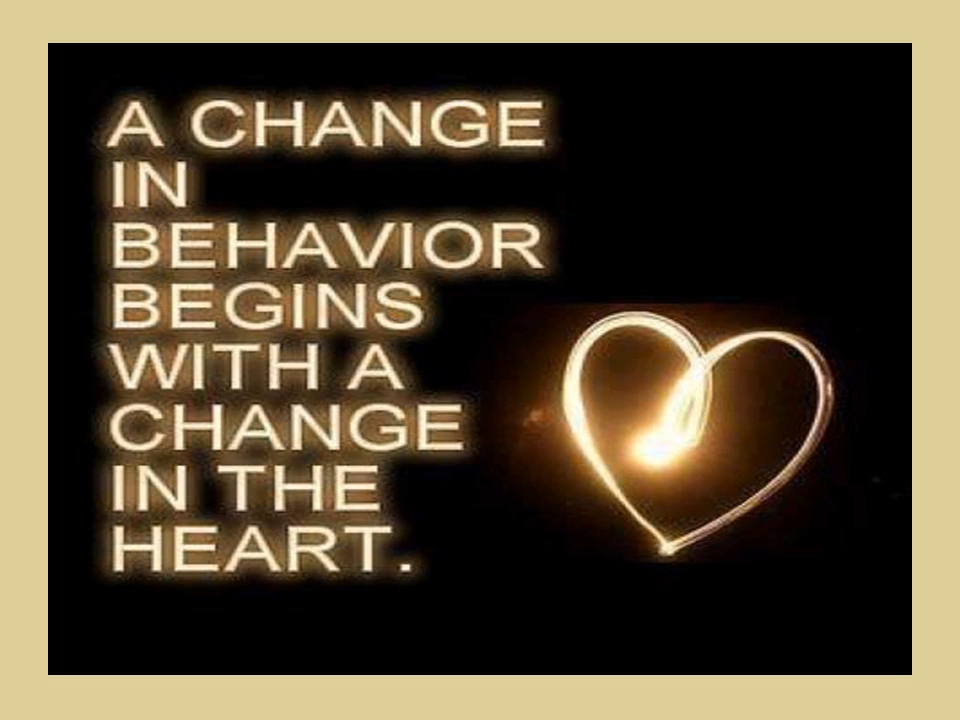 A CHANGE
IN
BEHAVIOR
BEGINS
WITH A
CHANGE
IN THE
HEART.